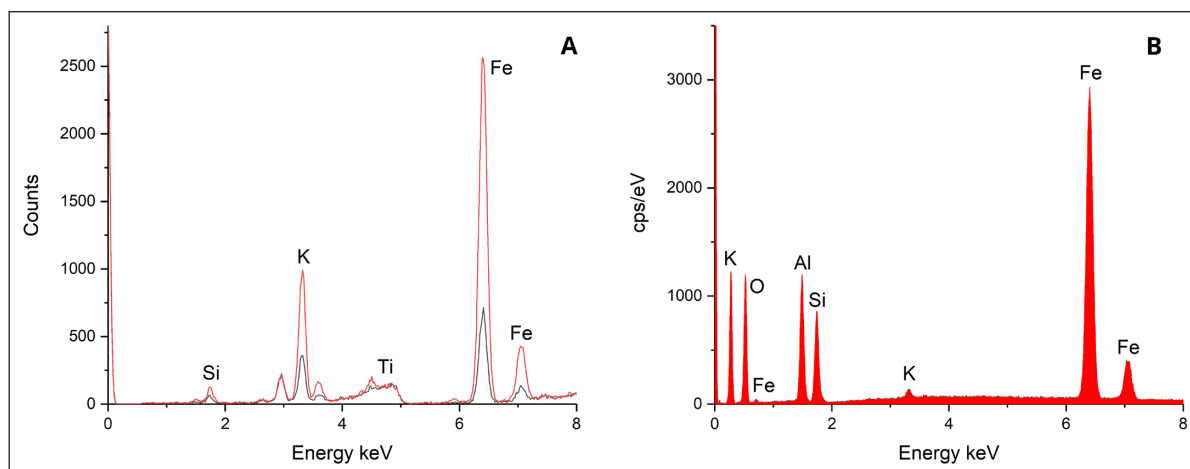 A
2500
2000
1500
1000
500
0
Counts
Si
K
Ti
Fe
Fe
0 2 4 6 8
Energy keV
B
3000
2000
1000
0
cps/eV
K
O
Fe
Al
Si
K
Fe
Fe
0 2 4 6 8
Energy keV